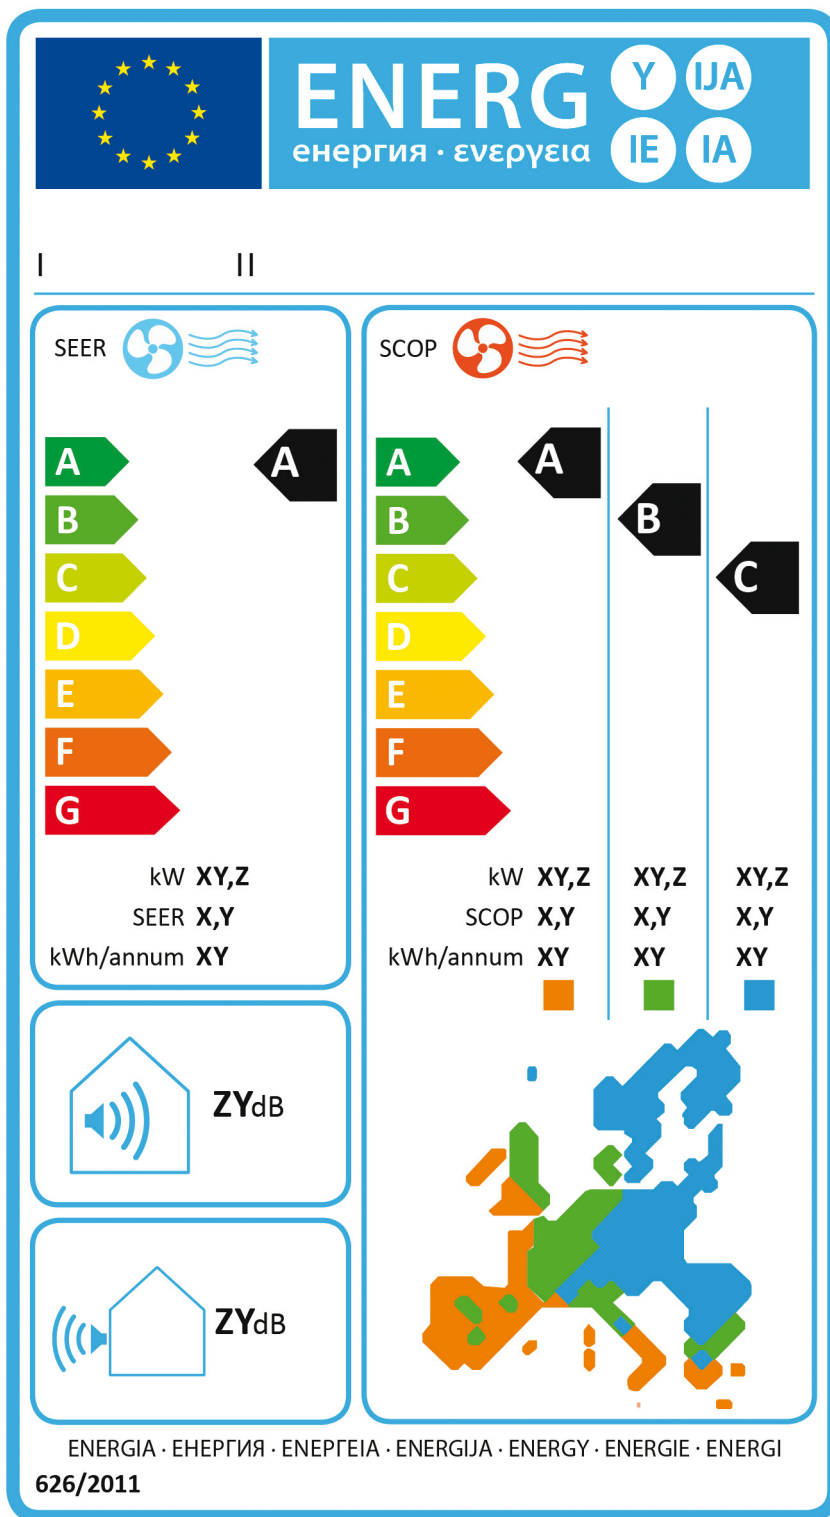 ENERG Y IJA
енергия · ενεργεια IE IA
I II
SEER
A A
B
C
D
E
F
G
kW XY,Z
SEER X,Y
kWh/annum XY
SCOP
A A
B B
C C
D
E
F
G
kW XY,Z XY,Z XY,Z
SCOP X,Y X,Y X,Y
kWh/annum XY XY XY
ZYdB
ZYdB
ENERGIA · ЕНЕРГИЯ · ΕΝΕΡΓΕΙΑ · ENERGIJA · ENERGY · ENERGIE · ENERGI
626/2011